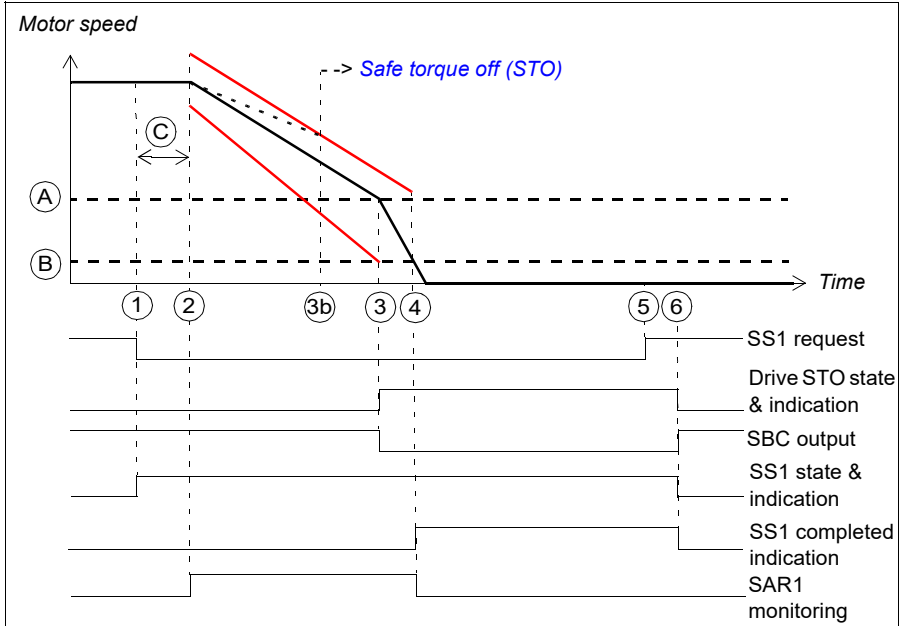 Motor speed
--> Safe torque off (STO)
C
A
B
Time
1 2 3b 3 4 5 6
SS1 request
Drive STO state
& indication
SBC output
SS1 state &
indication
SS1 completed
indication
SAR1
monitoring